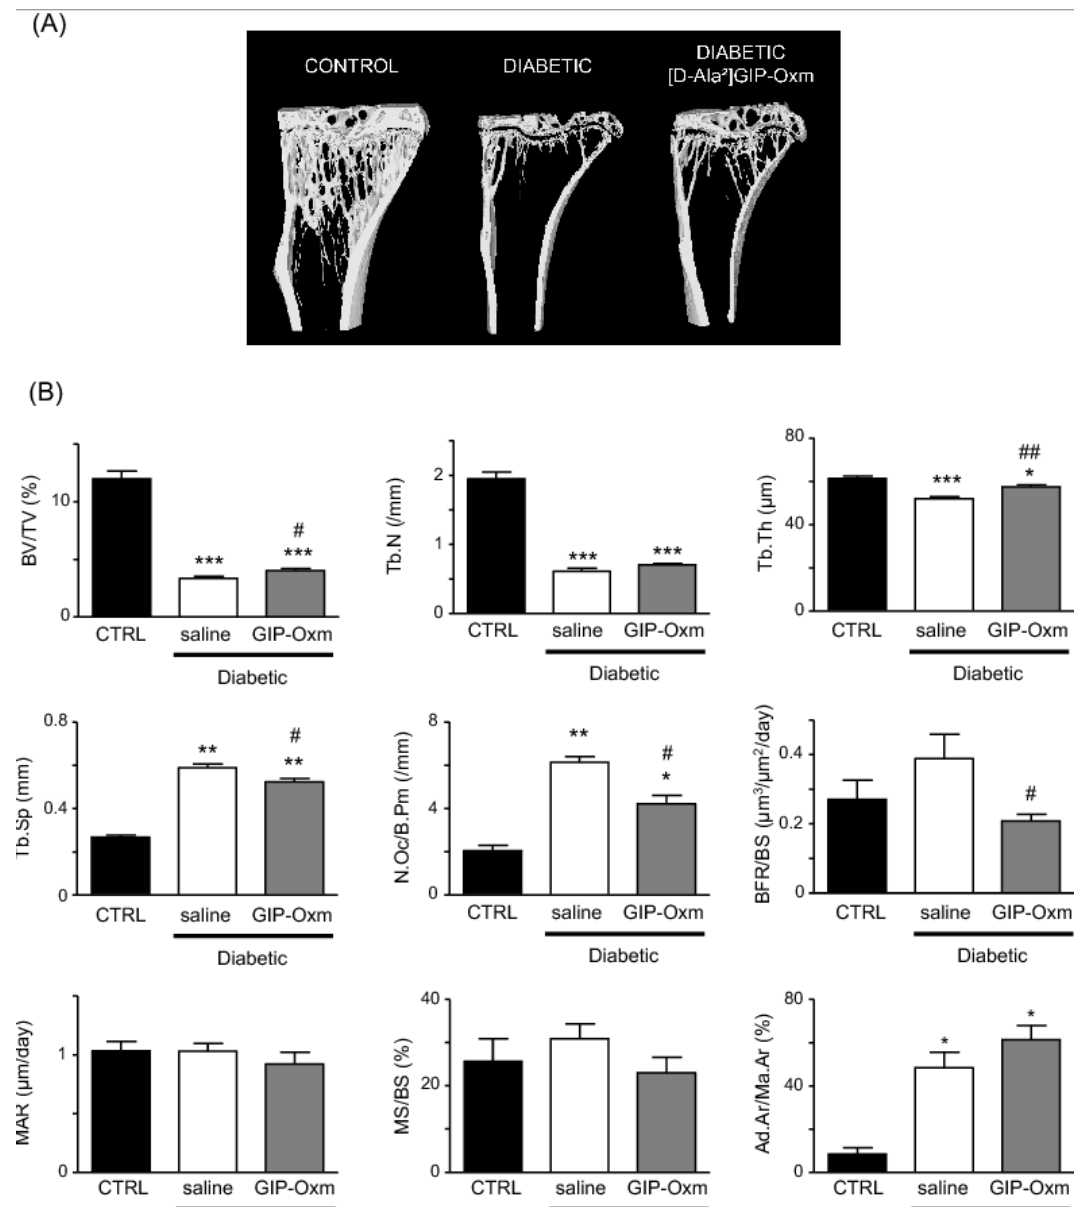 (A)
CONTROL
DIABETIC
DIABETIC
[D-Ala²]GIP-Oxm
(B)
BV/TV (%)
10
0
***
#
***
CTRL
saline
GIP-Oxm
Diabetic
Tb.N (/mm)
2
1
0
***
***
CTRL
saline
GIP-Oxm
Diabetic
Tb.Th (µm)
80
40
0
***
##
*
CTRL
saline
GIP-Oxm
Diabetic
Tb.Sp (mm)
0.8
0.4
0
**
#
**
CTRL
saline
GIP-Oxm
Diabetic
N.Oc/B.Pm (/mm)
8
4
0
**
#
*
CTRL
saline
GIP-Oxm
Diabetic
BFR/BS (µm³/µm²/day)
0.4
0.2
0
#
CTRL
saline
GIP-Oxm
Diabetic
MAR (µm/day)
1
0
CTRL
saline
GIP-Oxm
MS/BS (%)
40
20
0
CTRL
saline
GIP-Oxm
Ad.Ar/Ma.Ar (%)
80
40
0
*
*
CTRL
saline
GIP-Oxm